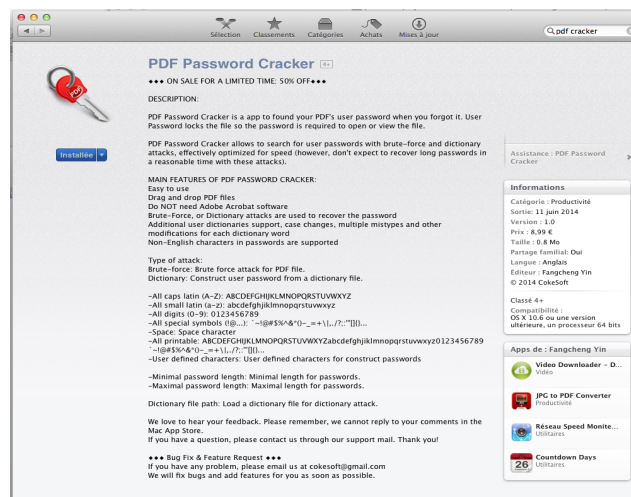 Sélection Classements Catégories Achats Mises à jour
pdf cracker
PDF
PDF Password Cracker 4+
♦♦♦ ON SALE FOR A LIMITED TIME: 50% OFF♦♦♦
DESCRIPTION:
PDF Password Cracker is a app to found your PDF's user password when you forgot it. User
Password locks the file so the password is required to open or view the file.
PDF Password Cracker allows to search for user passwords with brute-force and dictionary
attacks, effectively optimized for speed (however, don't expect to recover long passwords in
a reasonable time with these attacks).
MAIN FEATURES OF PDF PASSWORD CRACKER:
Easy to use
Drag and drop PDF files
Do NOT need Adobe Acrobat software
Brute-Force, or Dictionary attacks are used to recover the password
Additional user dictionaries support, case changes, multiple mistypes and other
modifications for each dictionary word
Non-English characters in passwords are supported
Type of attack:
Brute-force: Brute force attack for PDF file.
Dictionary: Construct user password from a dictionary file.
-All caps latin (A-Z): ABCDEFGHIJKLMNOPQRSTUVWXYZ
-All small latin (a-z): abcdefghijklmnopqrstuvwxyz
-All digits (0-9): 0123456789
-All special symbols (!@...): `~!@#$%^&*()-_=+\|,./?;:'"[]{}...
-Space: Space character
-All printable: ABCDEFGHIJKLMNOPQRSTUVWXYZabcdefghijklmnopqrstuvwxyz0123456789
`~!@#$%^&*()-_=+\|,./?;:'"[]{}...
-User defined characters: User defined characters for construct passwords
-Minimal password length: Minimal length for passwords.
-Maximal password length: Maximal length for passwords.
Dictionary file path: Load a dictionary file for dictionary attack.
We love to hear your feedback. Please remember, we cannot reply to your comments in the
Mac App Store.
If you have a question, please contact us through our support mail. Thank you!
♦♦♦ Bug Fix & Feature Request ♦♦♦
If you have any problem, please email us at cokesoft@gmail.com
We will fix bugs and add features for you as soon as possible.
Installée
Assistance : PDF Password
Cracker
Informations
Catégorie : Productivité
Sortie: 11 juin 2014
Version : 1.0
Prix : 8,99 €
Taille : 0.8 Mo
Partage familial: Oui
Langue : Anglais
Éditeur : Fangcheng Yin
© 2014 CokeSoft
Classé 4+
Compatibilité :
OS X 10.6 ou une version
ultérieure, un processeur 64 bits
Apps de : Fangcheng Yin
Video Downloader - D...
Vidéo
JPG to PDF Converter
Productivité
Réseau Speed Monite...
Utilitaires
26
Countdown Days
Utilitaires